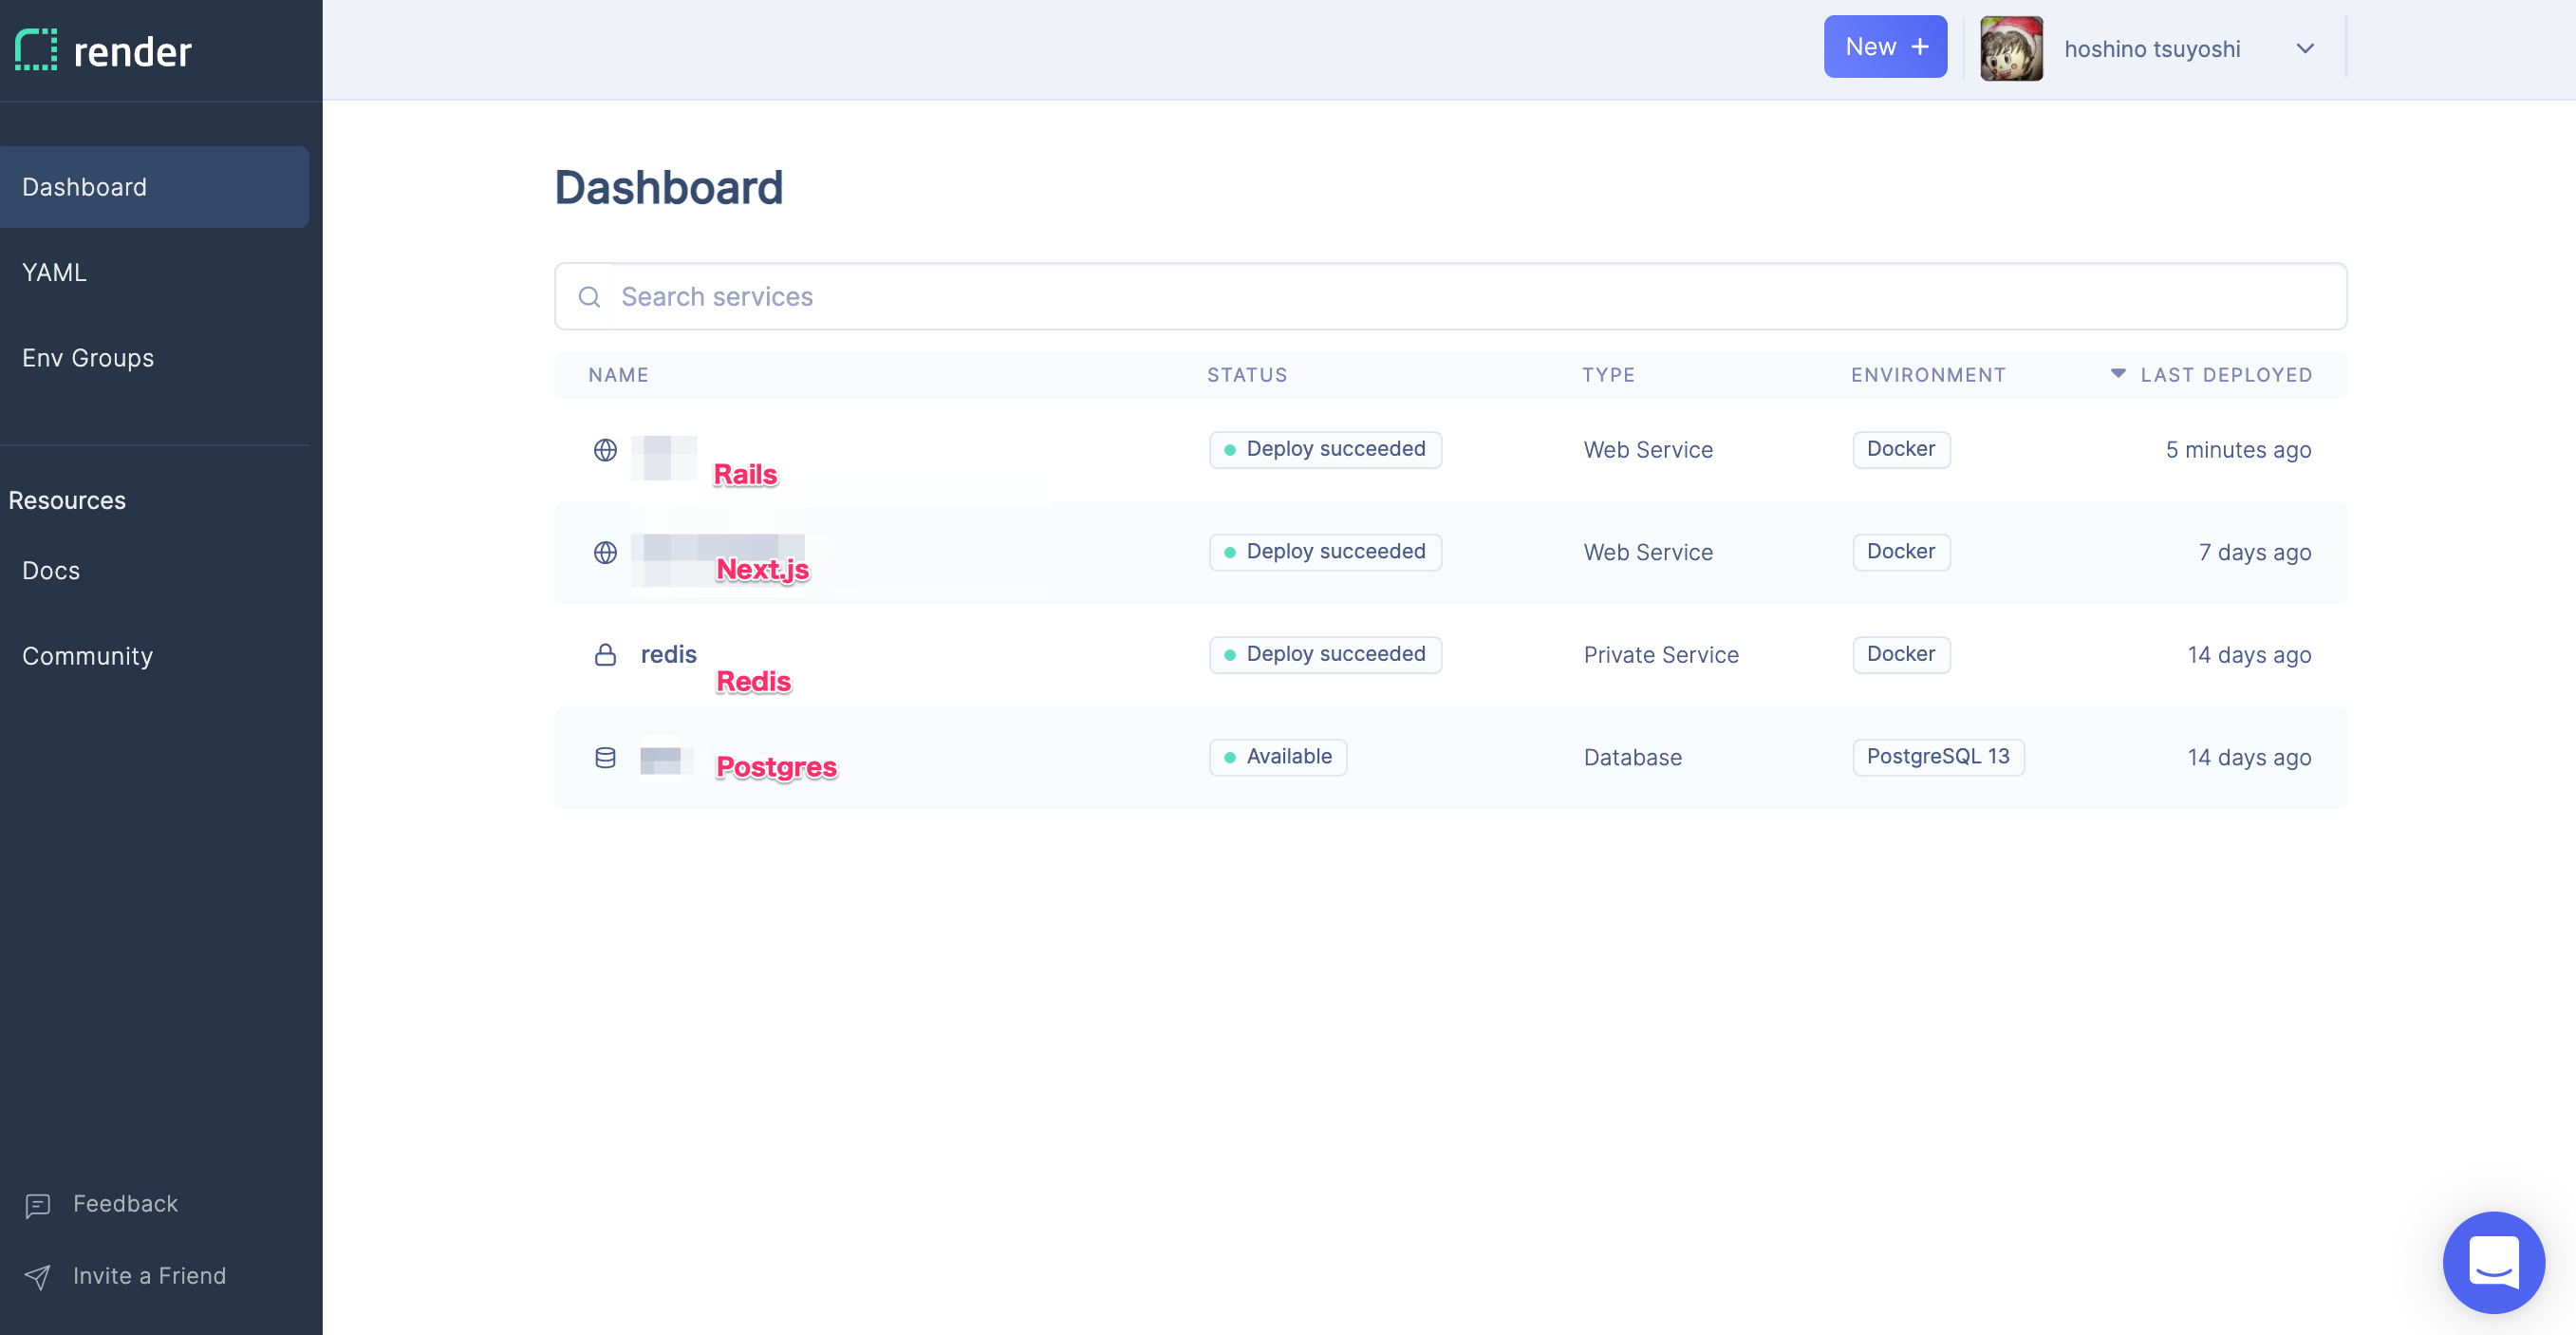 render
New +
hoshino tsuyoshi
Dashboard
YAML
Env Groups
Resources
Docs
Community
Feedback
Invite a Friend
Dashboard
Search services
NAME STATUS TYPE ENVIRONMENT LAST DEPLOYED
Rails Deploy succeeded Web Service Docker 5 minutes ago
Next.js Deploy succeeded Web Service Docker 7 days ago
redis Deploy succeeded Private Service Docker 14 days ago
Redis
Postgres Available Database PostgreSQL 13 14 days ago